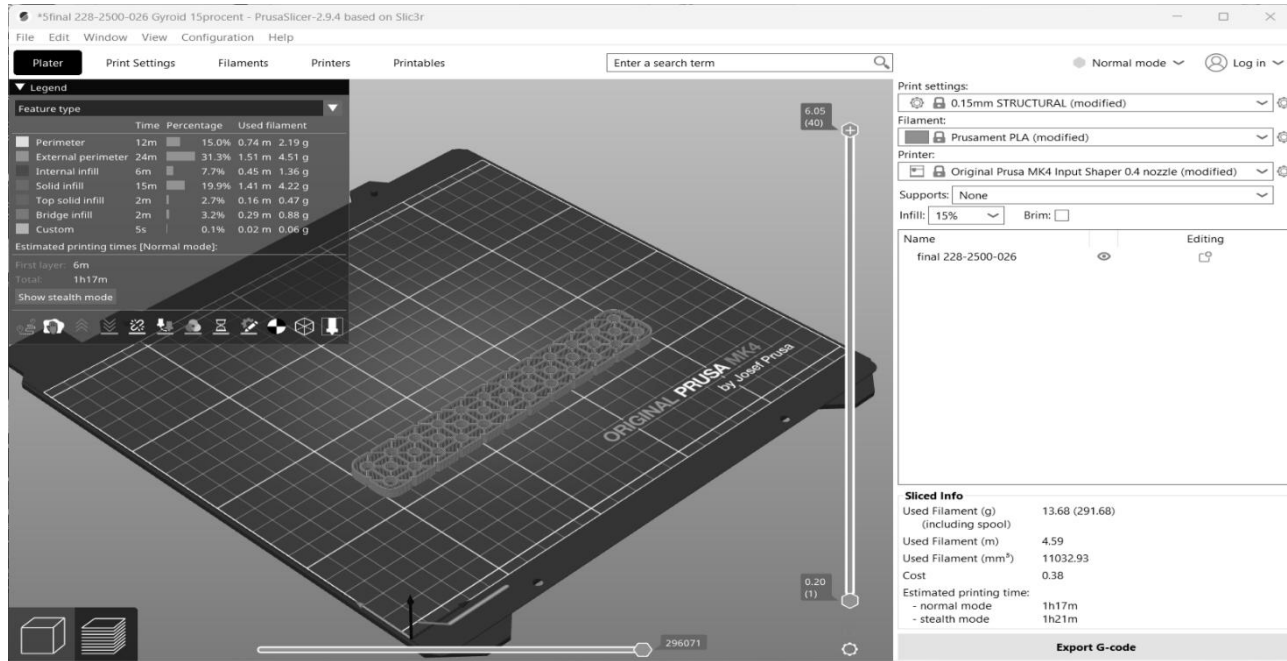 *5final 228-2500-026 Gyroid 15procent - PrusaSlicer-2.9.4 based on Slic3r
File Edit Window View Configuration Help
Plater Print Settings Filaments Printers Printables Enter a search term Normal mode Log in
Legend
Feature type
Time Percentage Used filament
Perimeter 12m 15.0% 0.74 m 2.19 g
External perimeter 24m 31.3% 1.51 m 4.51 g
Internal infill 6m 7.7% 0.45 m 1.36 g
Solid infill 15m 19.9% 1.41 m 4.22 g
Top solid infill 2m 2.7% 0.16 m 0.47 g
Bridge infill 2m 3.2% 0.29 m 0.88 g
Custom 5s 0.1% 0.02 m 0.06 g
Estimated printing times [Normal mode]:
First layer: 6m
Total: 1h17m
Show stealth mode
6.05
(40)
ORIGINAL PRUSA MK4
by Josef Prusa
0.20
(1)
296071
Print settings:
0.15mm STRUCTURAL (modified)
Filament:
Prusament PLA (modified)
Printer:
Original Prusa MK4 Input Shaper 0.4 nozzle (modified)
Supports: None
Infill: 15% Brim:
Name Editing
final 228-2500-026
Sliced Info
Used Filament (g) 13.68 (291.68)
(including spool)
Used Filament (m) 4.59
Used Filament (mm³) 11032.93
Cost 0.38
Estimated printing time:
- normal mode 1h17m
- stealth mode 1h21m
Export G-code